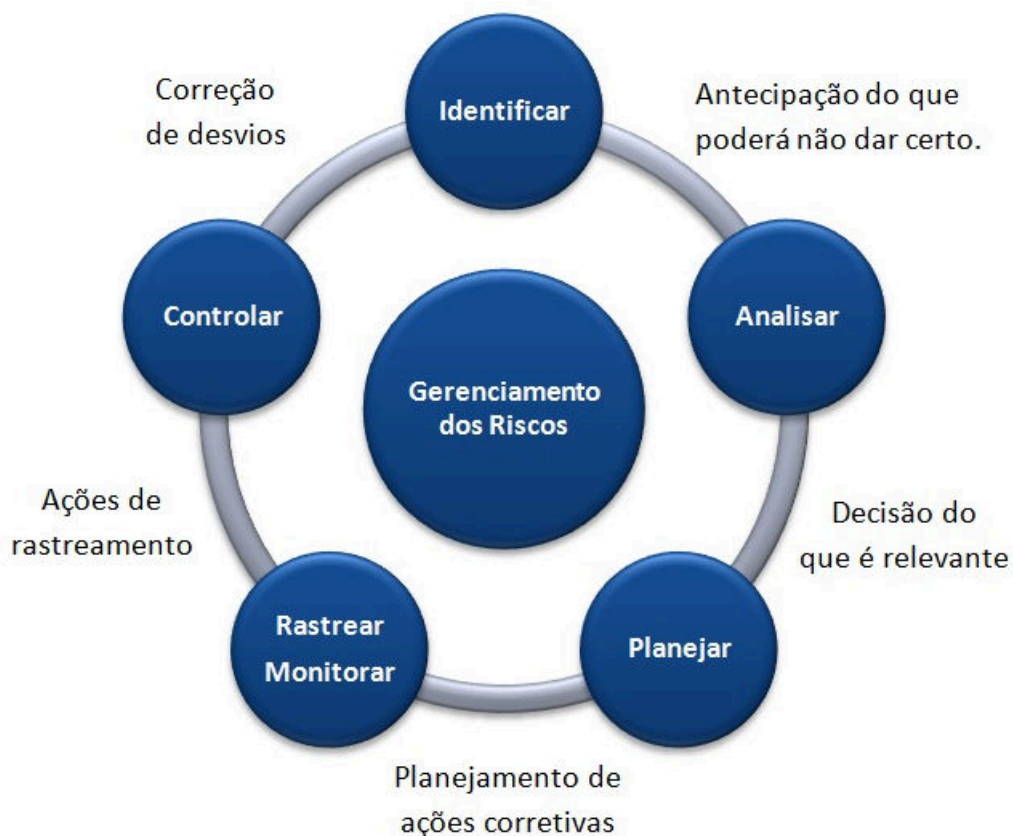 Identificar
Antecipação do que
poderá não dar certo.
Analisar
Decisão do
que é relevante
Planejar
Planejamento de
ações corretivas
Rastrear
Monitorar
Ações de
rastreamento
Controlar
Correção
de desvios
Gerenciamento
dos Riscos